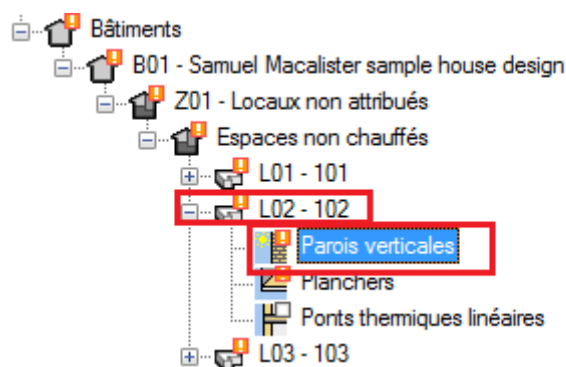 Bâtiments
B01 - Samuel Macalister sample house design
Z01 - Locaux non attribués
Espaces non chauffés
L01 - 101
L02 - 102
Parois verticales
Planchers
Ponts thermiques linéaires
L03 - 103